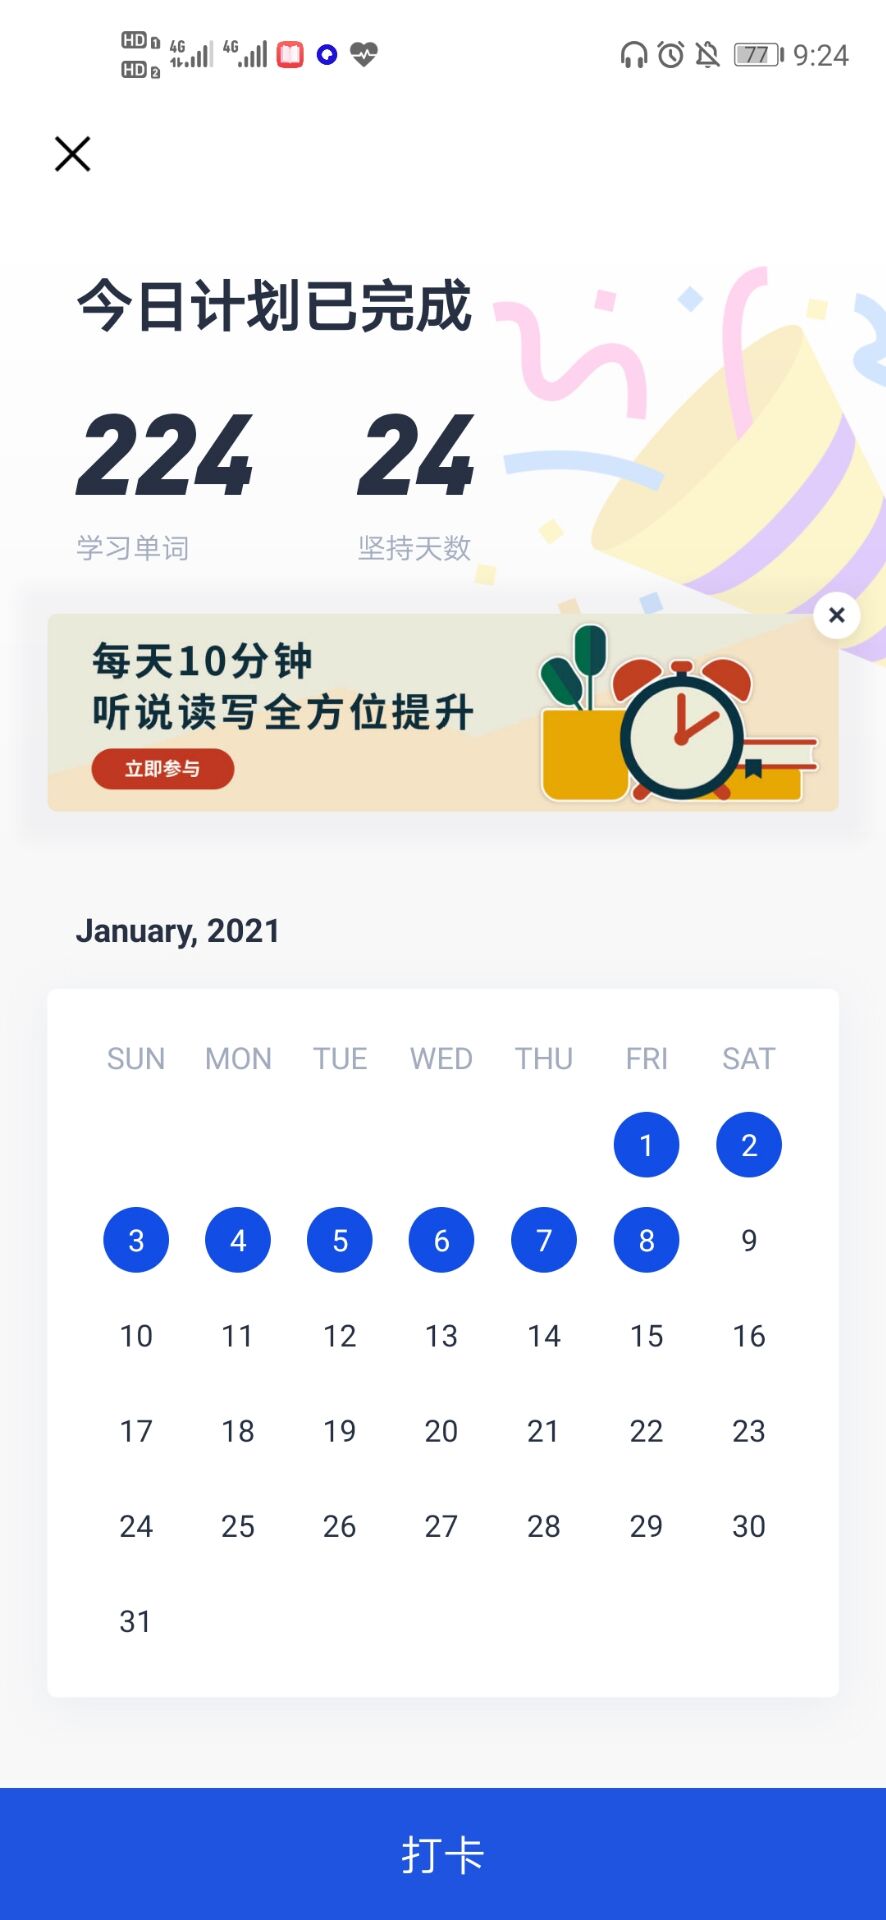 HD 1 4G 4G 77 9:24
HD 2
今日计划已完成
224 24
学习单词 坚持天数
每天10分钟
听说读写全方位提升
立即参与
January, 2021
SUN MON TUE WED THU FRI SAT
1 2
3 4 5 6 7 8 9
10 11 12 13 14 15 16
17 18 19 20 21 22 23
24 25 26 27 28 29 30
31
打卡